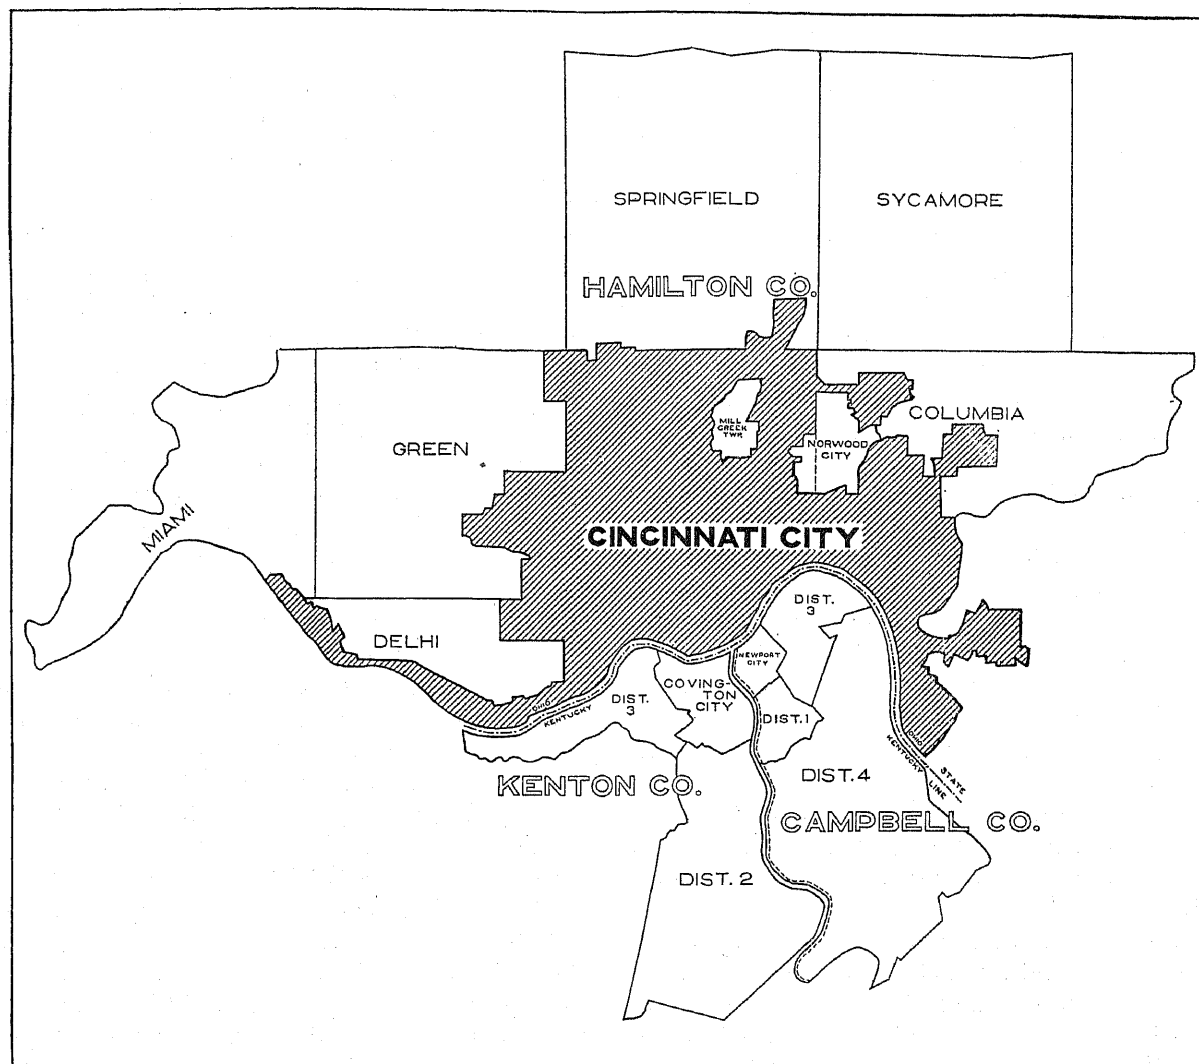 SPRINGFIELD
SYCAMORE
HAMILTON CO.
MILL
CREEK
TWP.
COLUMBIA
NORWOOD
CITY
GREEN
MIAMI
CINCINNATI CITY
DIST.
3
DELHI
NEWPORT
CITY
COVING-
TON
CITY
DIST.
3
OHIO
KENTUCKY
DIST. 1
OHIO
KENTUCKY
STATE
LINE
DIST. 4
KENTON CO.
CAMPBELL CO.
DIST. 2